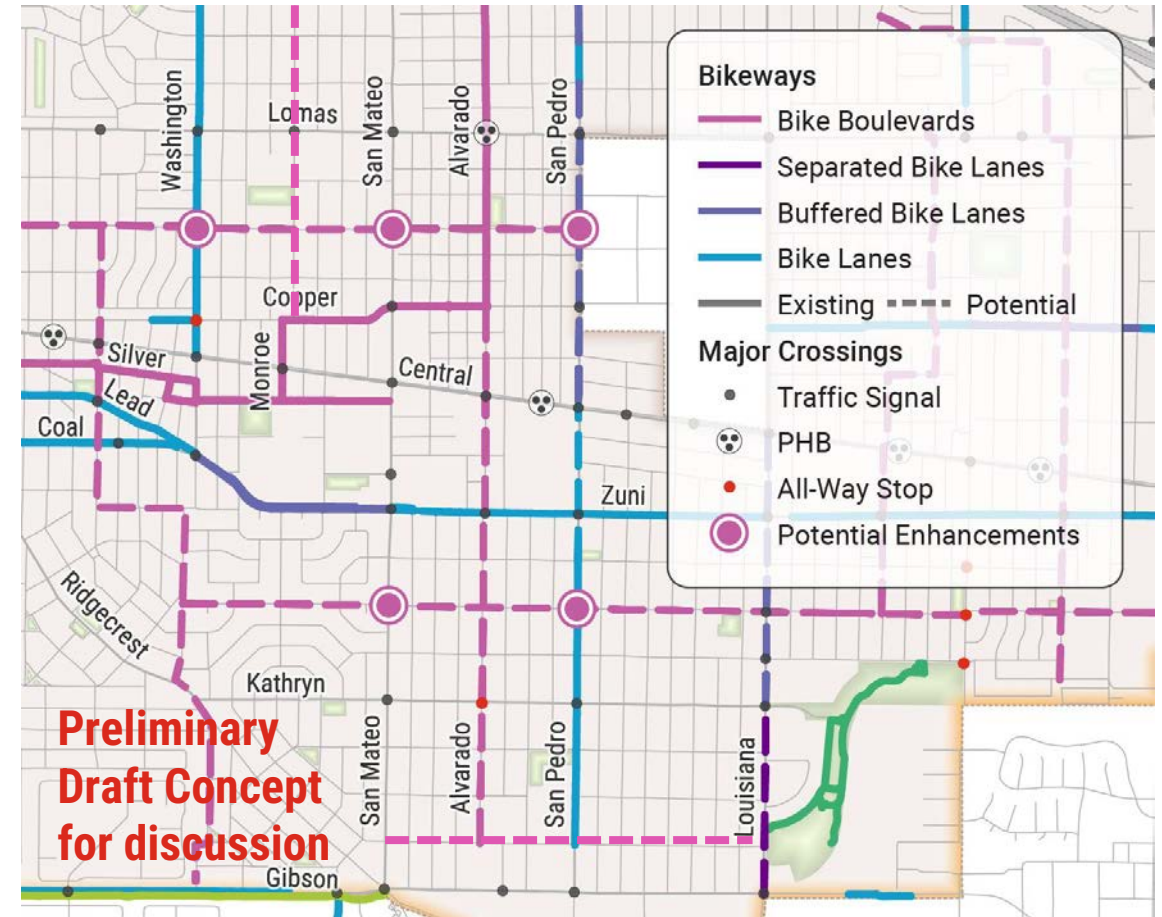 Washington
Lomas
San Mateo
Alvarado
San Pedro
Copper
Monroe
Silver
Central
Lead
Coal
Zuni
Ridgecrest
Kathryn
San Mateo
Alvarado
San Pedro
Louisiana
Gibson
Preliminary
Draft Concept
for discussion
Bikeways
Bike Boulevards
Separated Bike Lanes
Buffered Bike Lanes
Bike Lanes
Existing Potential
Major Crossings
Traffic Signal
PHB
All-Way Stop
Potential Enhancements